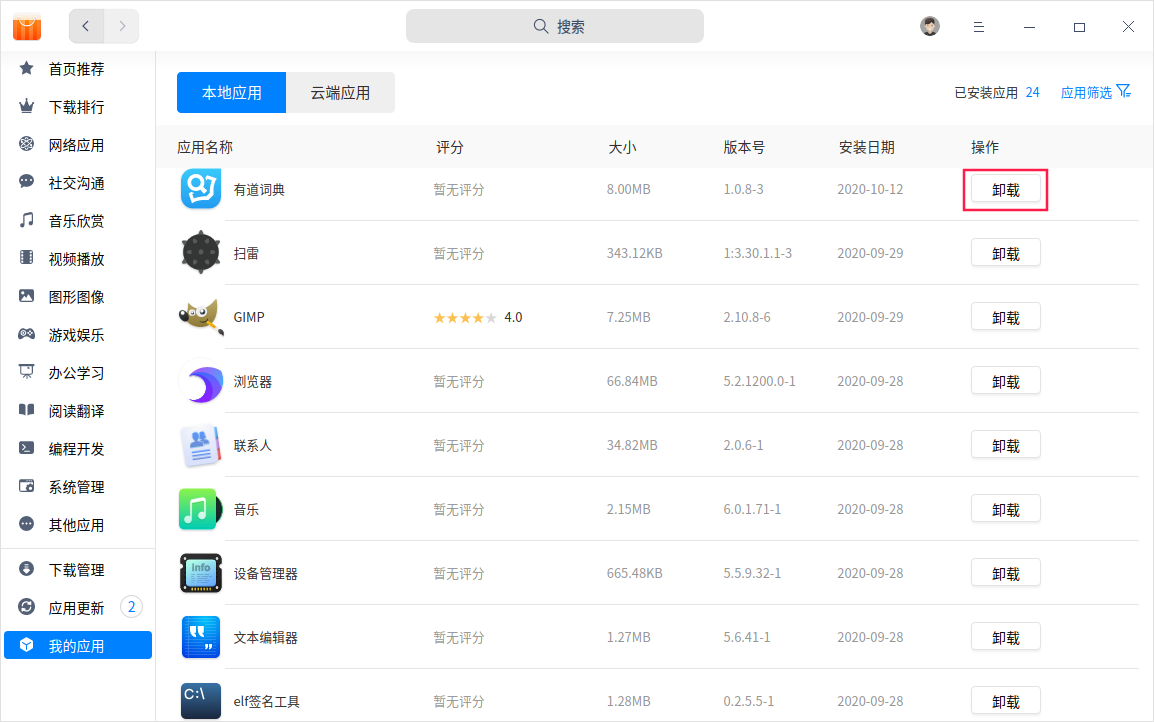 搜索
首页推荐
下载排行
网络应用
社交沟通
音乐欣赏
视频播放
图形图像
游戏娱乐
办公学习
阅读翻译
编程开发
系统管理
其他应用
下载管理
应用更新 2
我的应用
本地应用 云端应用 已安装应用 24 应用筛选
应用名称 评分 大小 版本号 安装日期 操作
有道词典 暂无评分 8.00MB 1.0.8-3 2020-10-12 卸载
扫雷 暂无评分 343.12KB 1:3.30.1.1-3 2020-09-29 卸载
GIMP 4.0 7.25MB 2.10.8-6 2020-09-29 卸载
浏览器 暂无评分 66.84MB 5.2.1200.0-1 2020-09-28 卸载
联系人 暂无评分 34.82MB 2.0.6-1 2020-09-28 卸载
音乐 暂无评分 2.15MB 6.0.1.71-1 2020-09-28 卸载
info
设备管理器 暂无评分 665.48KB 5.5.9.32-1 2020-09-28 卸载
文本编辑器 暂无评分 1.27MB 5.6.41-1 2020-09-28 卸载
C:\
elf签名工具 暂无评分 1.28MB 0.2.5.5-1 2020-09-28 卸载